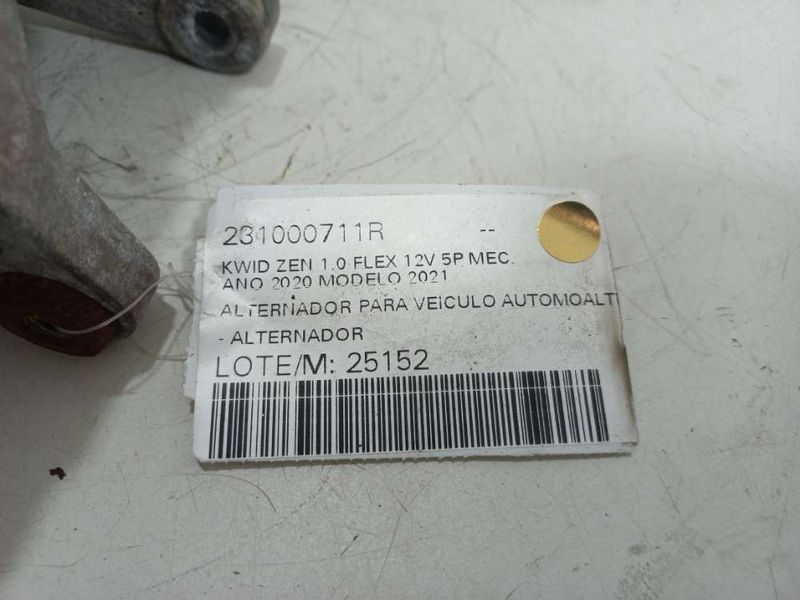 231000711R --
KWID ZEN 1.0 FLEX 12V 5P MEC.
ANO 2020 MODELO 2021
ALTERNADOR PARA VEICULO AUTOMOALT
- ALTERNADOR
LOTE/M: 25152